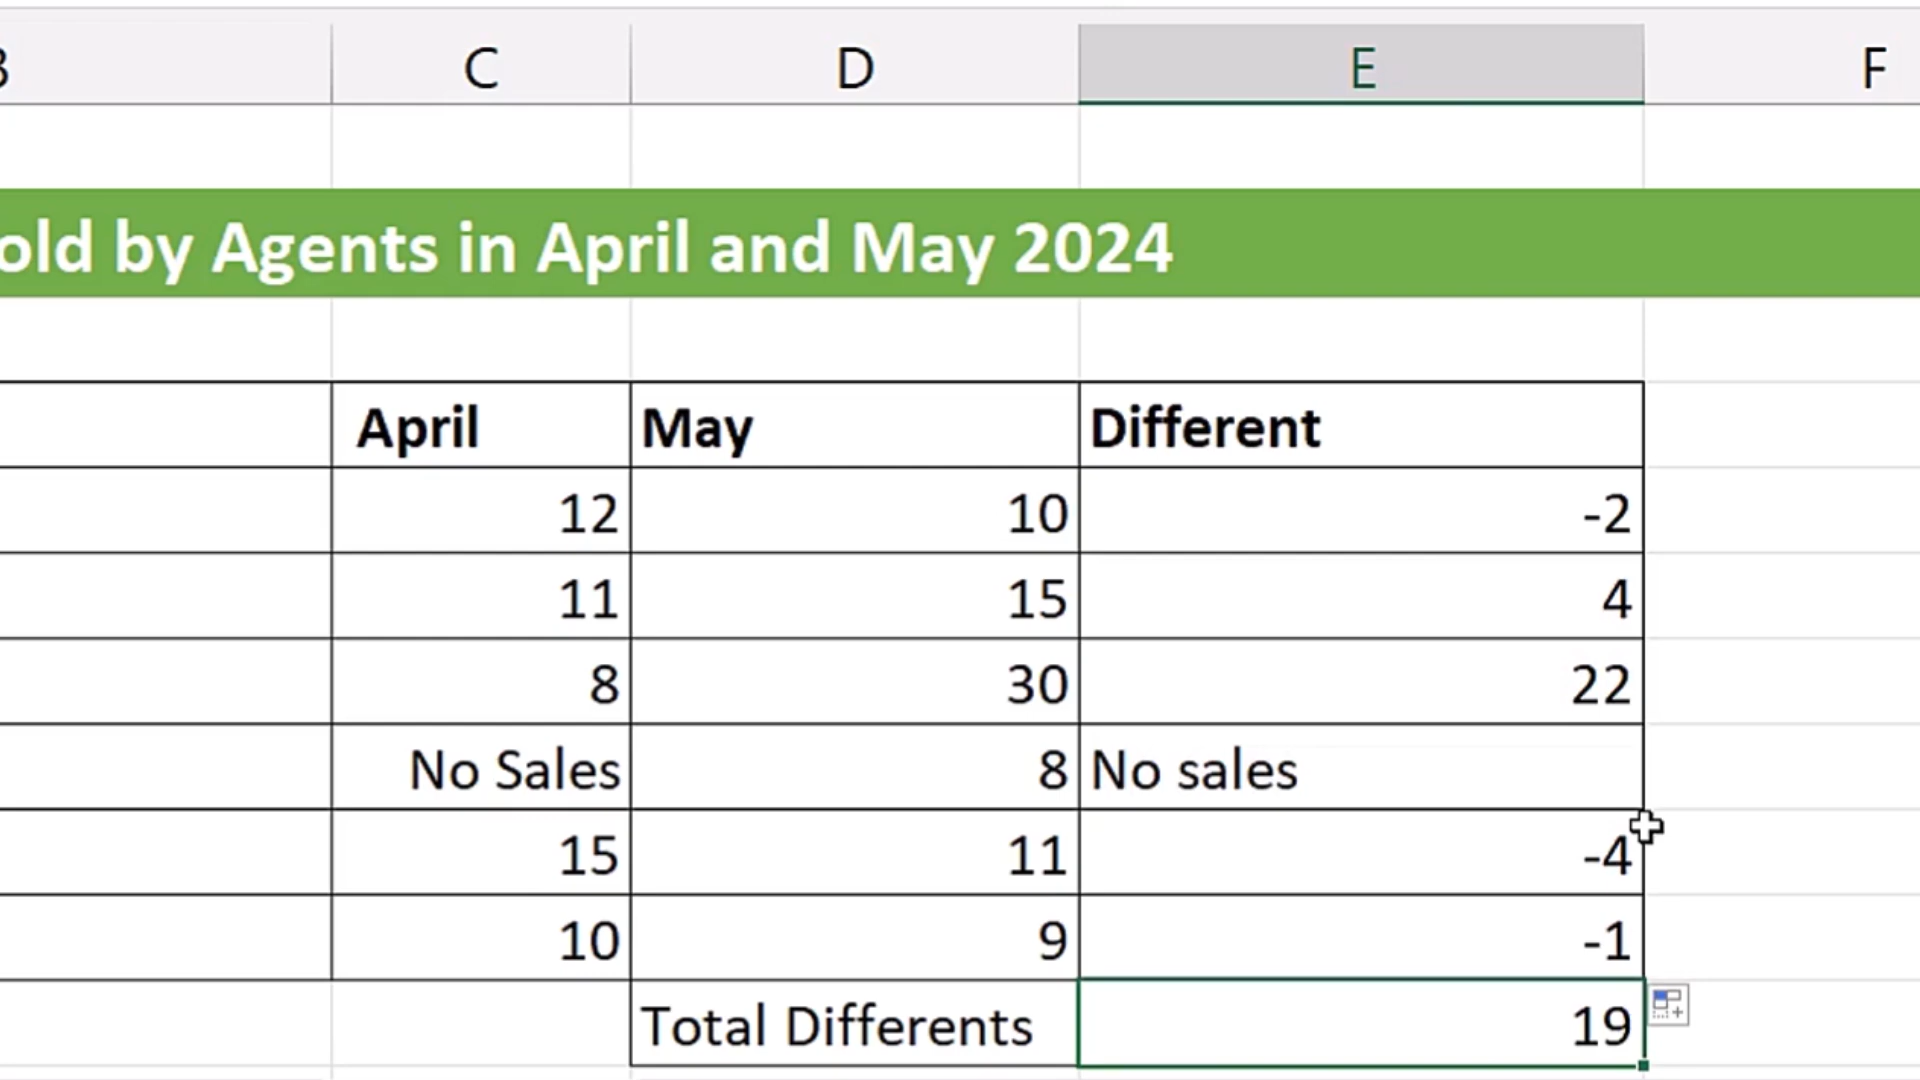 C D E F
old by Agents in April and May 2024
April May Different
12 10 -2
11 15 4
8 30 22
No Sales 8 No sales
15 11 -4
10 9 -1
Total Differents 19